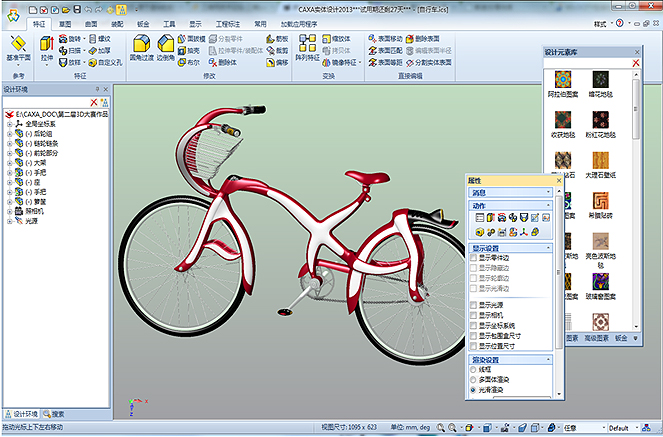 CAXA实体设计2013***试用期还剩27天*** - [自行车.ics]
特征 草图 曲面 装配 钣金 工具 显示 工程标注 常用 加载应用程序 样式
基准平面 拉伸 旋转 螺纹 扫描 加厚 放样 自定义孔
圆角过渡 边倒角 面拔模 分割零件 裁剪 抽壳 拉伸零件/装配体 偏移 布尔 删除体 截剪
阵列特征 缩放体 拷贝体 镜像特征
表面移动 删除表面 表面匹配 编辑表面半径 表面等距 分割实体表面
参考 特征 修改 变换 直接编辑
设计环境
E:\CAXA_DOC\第二届3D大赛作品
全局坐标系
(-) 后轮组
(-) 链轮链条
(-) 前轮部分
(-) 大梁
(-) 手把
(-) 座
(-) 手把
(-) 箩筐
照相机
光源
设计环境 搜索
设计元素库
阿拉伯图案 暗花地毯
收获地毯 粉红花地毯
大理石壁纸
希腊贴砖
亮色波斯地毯
玻璃窗图案
图素 高级图素 钣金
属性
消息
动作
显示设置
显示零件边
显示隐藏边
显示轮廓边
显示光滑边
显示光源
显示相机
显示坐标系统
显示包围盒尺寸
显示位置尺寸
渲染设置
线框
多面体渲染
光滑渲染
拖动光标上下左右移动 视图尺寸: 1095 x 623 单位: mm, deg 任意 Default